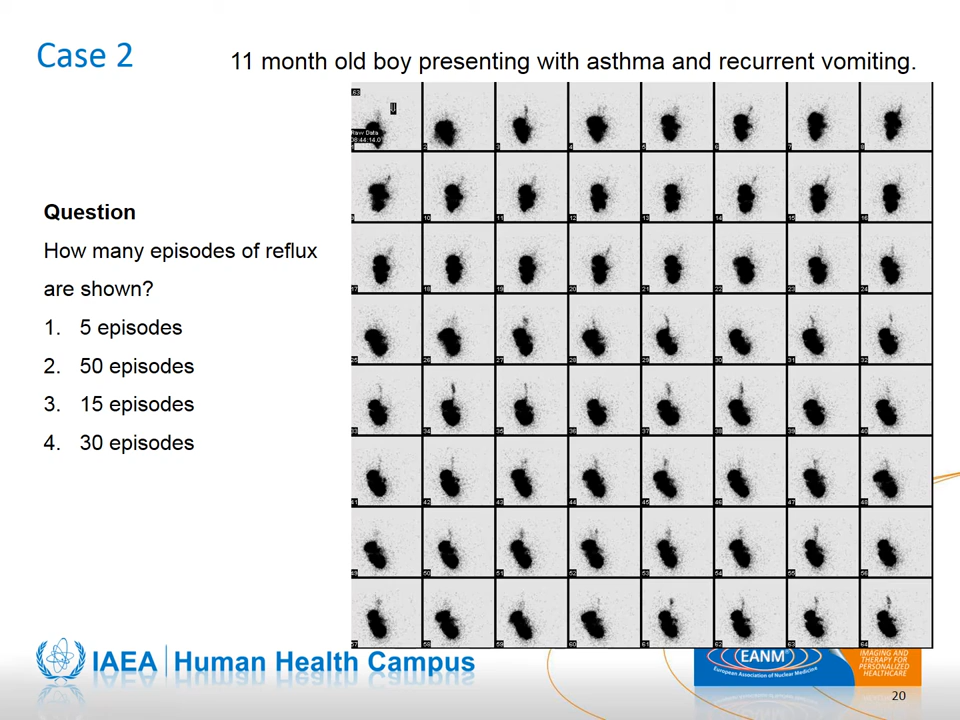 Case 2
11 month old boy presenting with asthma and recurrent vomiting.
Question
How many episodes of reflux
are shown?
1. 5 episodes
2. 50 episodes
3. 15 episodes
4. 30 episodes
Raw Data
IAEA Human Health Campus
EANM
European Association of Nuclear Medicine
IMAGING AND
THERAPY FOR
PERSONALIZED
HEALTHCARE
20